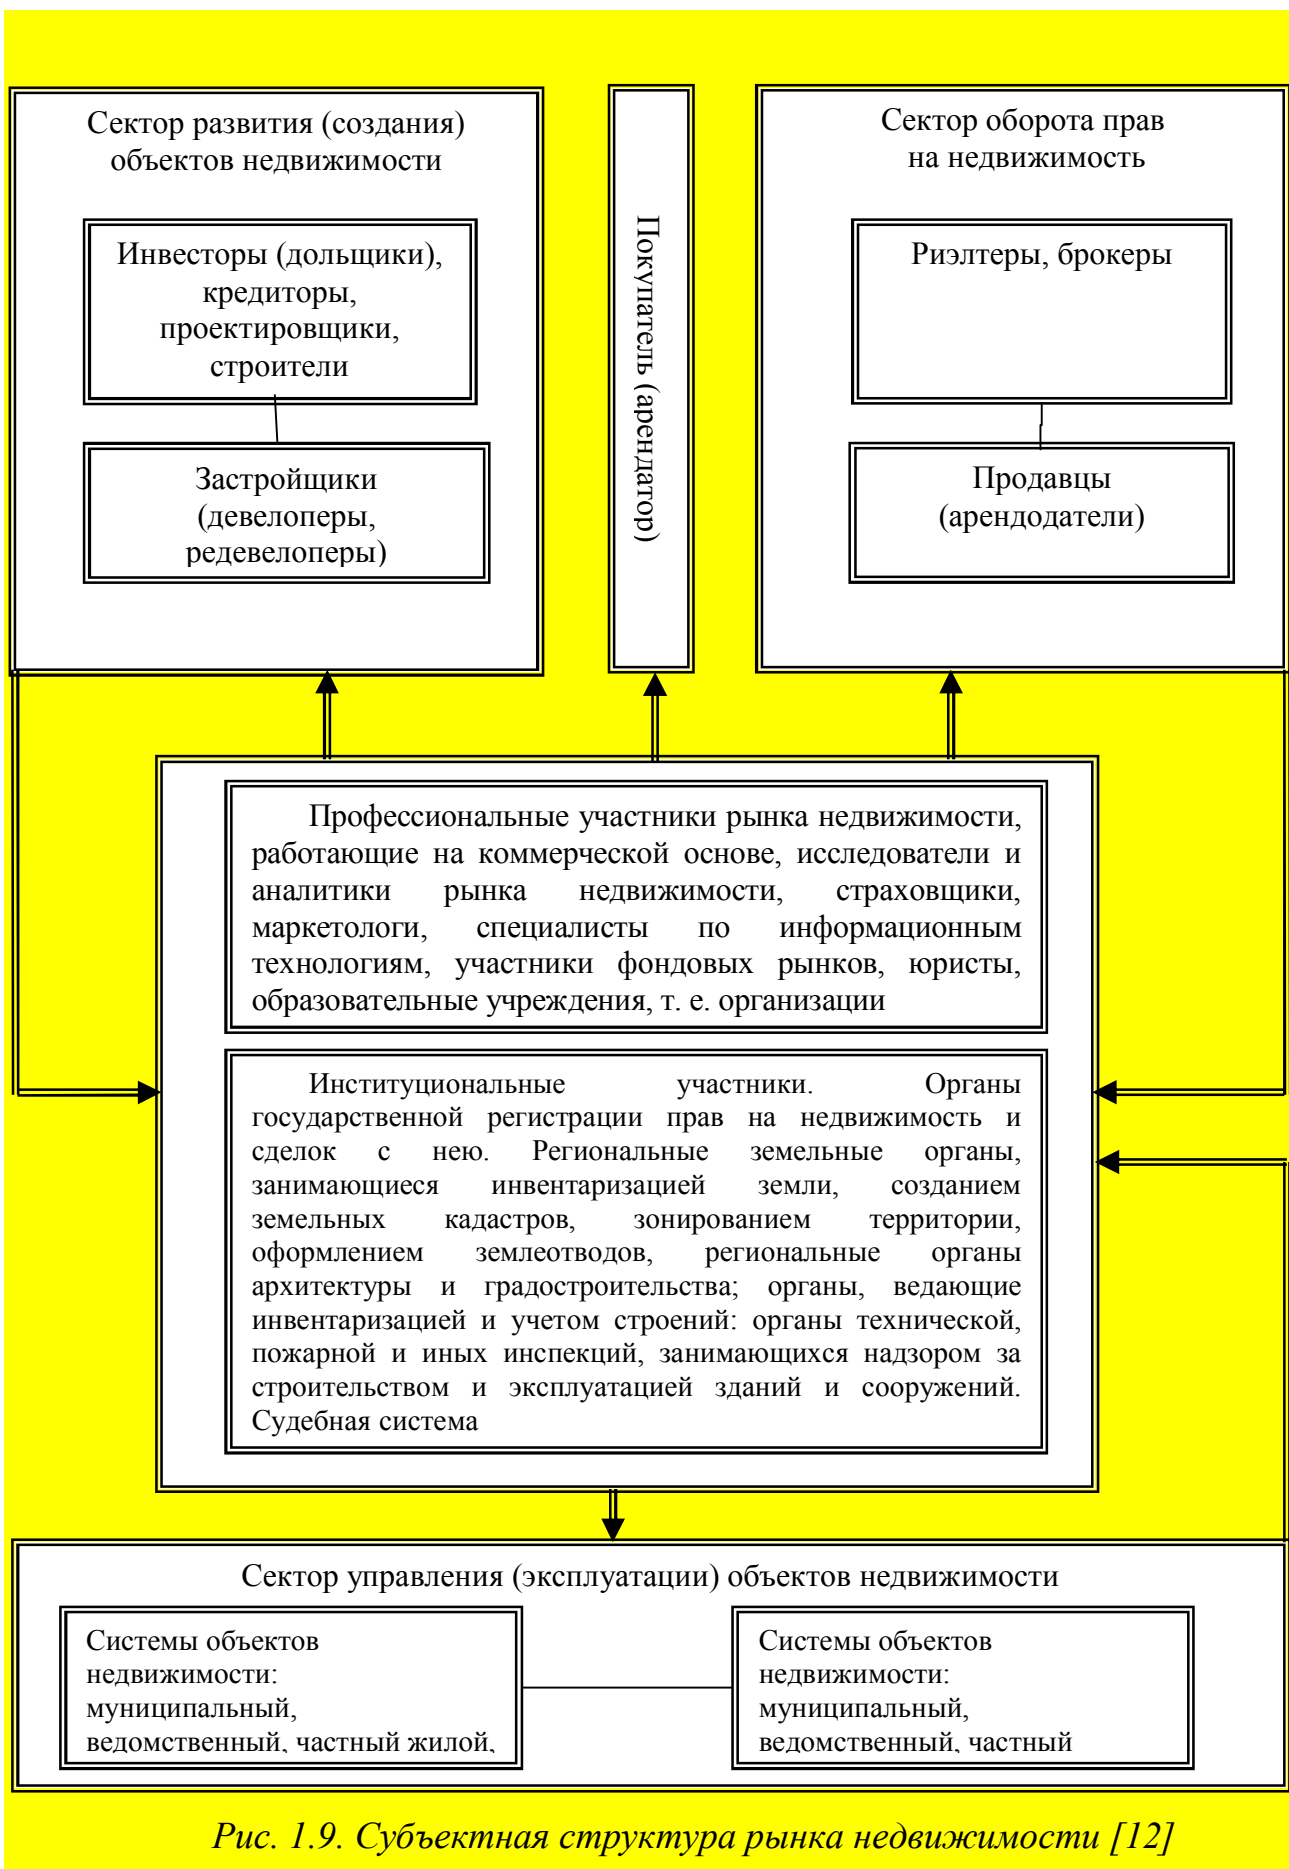 Сектор развития (создания)
объектов недвижимости
Инвесторы (дольщики),
кредиторы,
проектировщики,
строители
Застройщики
(девелоперы,
редевелоперы)
Покупатель (арендатор)
Сектор оборота прав
на недвижимость
Риэлтеры, брокеры
Продавцы
(арендодатели)
Профессиональные участники рынка недвижимости,
работающие на коммерческой основе, исследователи и
аналитики рынка недвижимости, страховщики,
маркетологи, специалисты по информационным
технологиям, участники фондовых рынков, юристы,
образовательные учреждения, т. е. организации
Институциональные участники. Органы
государственной регистрации прав на недвижимость и
сделок с нею. Региональные земельные органы,
занимающиеся инвентаризацией земли, созданием
земельных кадастров, зонированием территории,
оформлением землеотводов, региональные органы
архитектуры и градостроительства; органы, ведающие
инвентаризацией и учетом строений: органы технической,
пожарной и иных инспекций, занимающихся надзором за
строительством и эксплуатацией зданий и сооружений.
Судебная система
Сектор управления (эксплуатации) объектов недвижимости
Системы объектов
недвижимости:
муниципальный,
ведомственный, частный жилой,
Системы объектов
недвижимости:
муниципальный,
ведомственный, частный
Рис. 1.9. Субъектная структура рынка недвижимости [12]